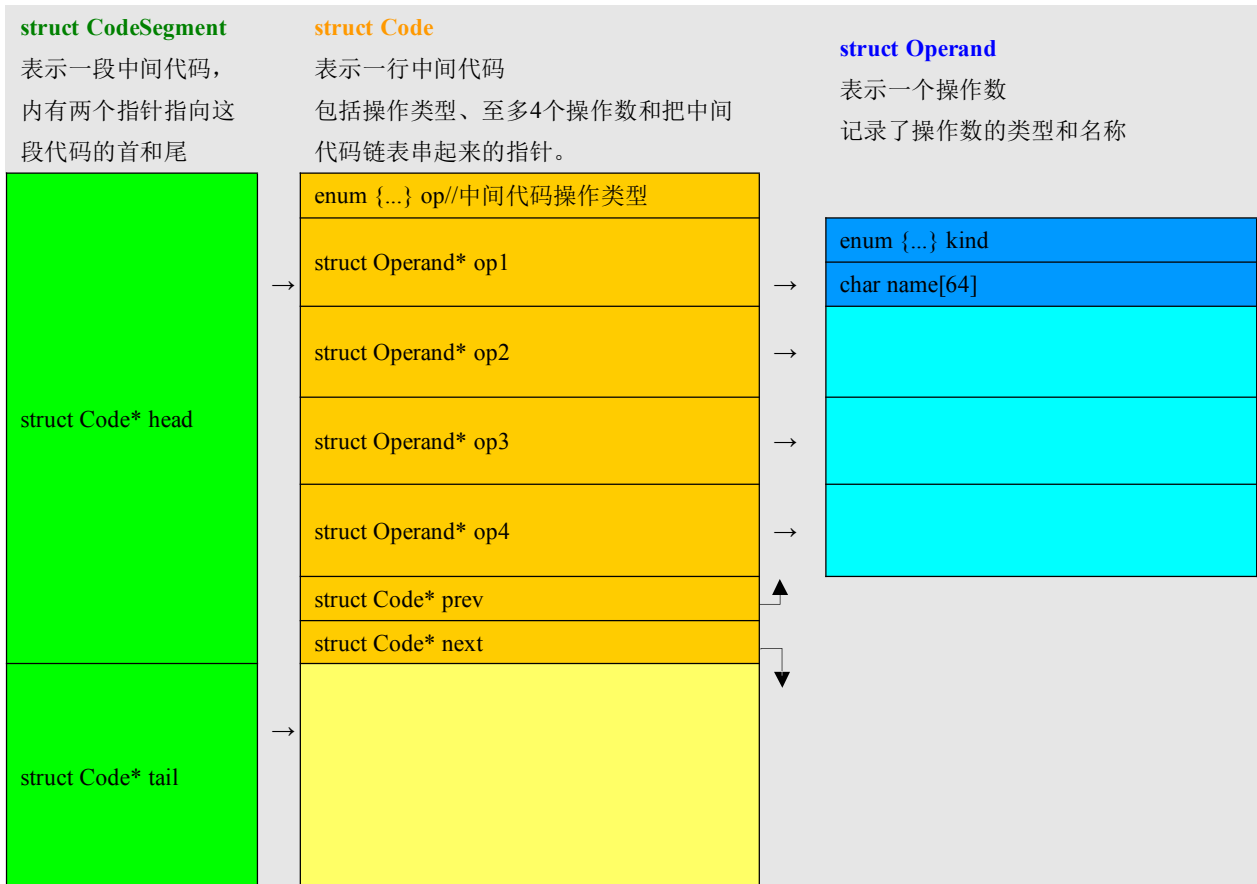 struct CodeSegment
表示一段中间代码，
内有两个指针指向这
段代码的首和尾
struct Code
表示一行中间代码
包括操作类型、至多4个操作数和把中间
代码链表串起来的指针。
struct Operand
表示一个操作数
记录了操作数的类型和名称
struct Code* head
struct Code* tail
→
→
enum {...} op//中间代码操作类型
struct Operand* op1
struct Operand* op2
struct Operand* op3
struct Operand* op4
struct Code* prev
struct Code* next
→
→
→
→
enum {...} kind
char name[64]